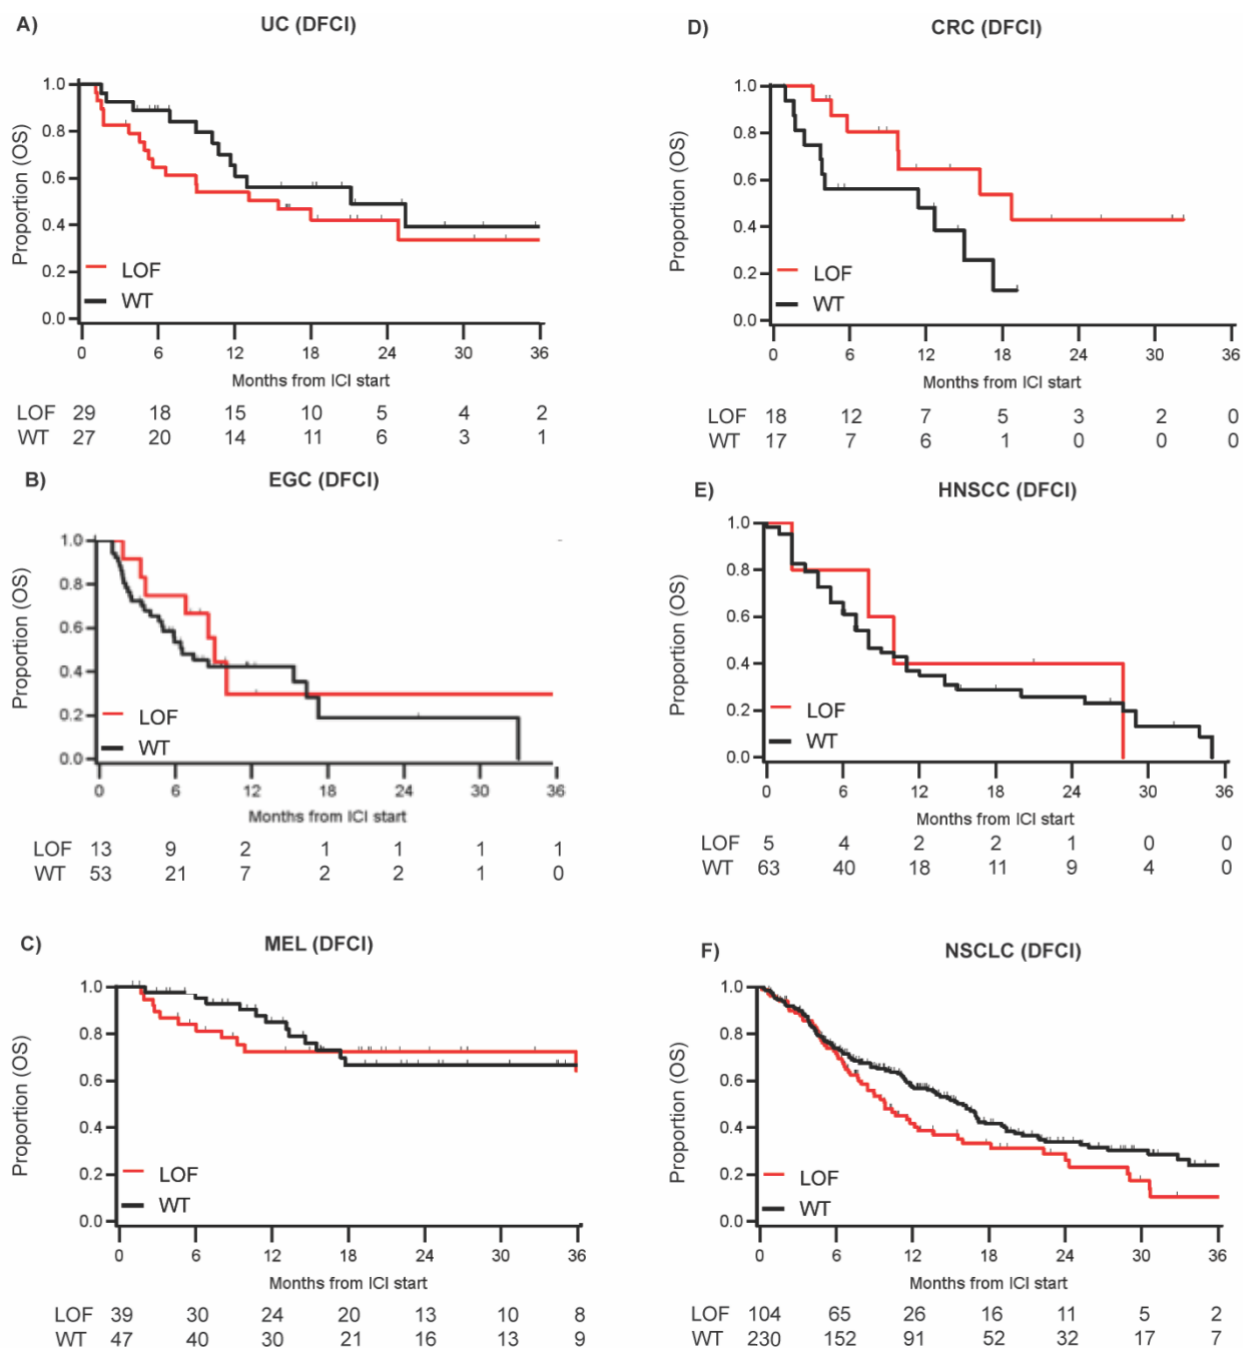 A) UC (DFCI)
Proportion (OS)
1.0
0.8
0.6
0.4
0.2
0.0
LOF
WT
0 6 12 18 24 30 36
Months from ICI start
LOF 29 18 15 10 5 4 2
WT 27 20 14 11 6 3 1
B) EGC (DFCI)
Proportion (OS)
1.0
0.8
0.6
0.4
0.2
0.0
LOF
WT
0 6 12 18 24 30 36
Months from ICI start
LOF 13 9 2 1 1 1 1
WT 53 21 7 2 2 1 0
C) MEL (DFCI)
Proportion (OS)
1.0
0.8
0.6
0.4
0.2
0.0
LOF
WT
0 6 12 18 24 30 36
Months from ICI start
LOF 39 30 24 20 13 10 8
WT 47 40 30 21 16 13 9
D) CRC (DFCI)
Proportion (OS)
1.0
0.8
0.6
0.4
0.2
0.0
LOF
WT
0 6 12 18 24 30 36
Months from ICI start
LOF 18 12 7 5 3 2 0
WT 17 7 6 1 0 0 0
E) HNSCC (DFCI)
Proportion (OS)
1.0
0.8
0.6
0.4
0.2
0.0
LOF
WT
0 6 12 18 24 30 36
Months from ICI start
LOF 5 4 2 2 1 0 0
WT 63 40 18 11 9 4 0
F) NSCLC (DFCI)
Proportion (OS)
1.0
0.8
0.6
0.4
0.2
0.0
LOF
WT
0 6 12 18 24 30 36
Months from ICI start
LOF 104 65 26 16 11 5 2
WT 230 152 91 52 32 17 7